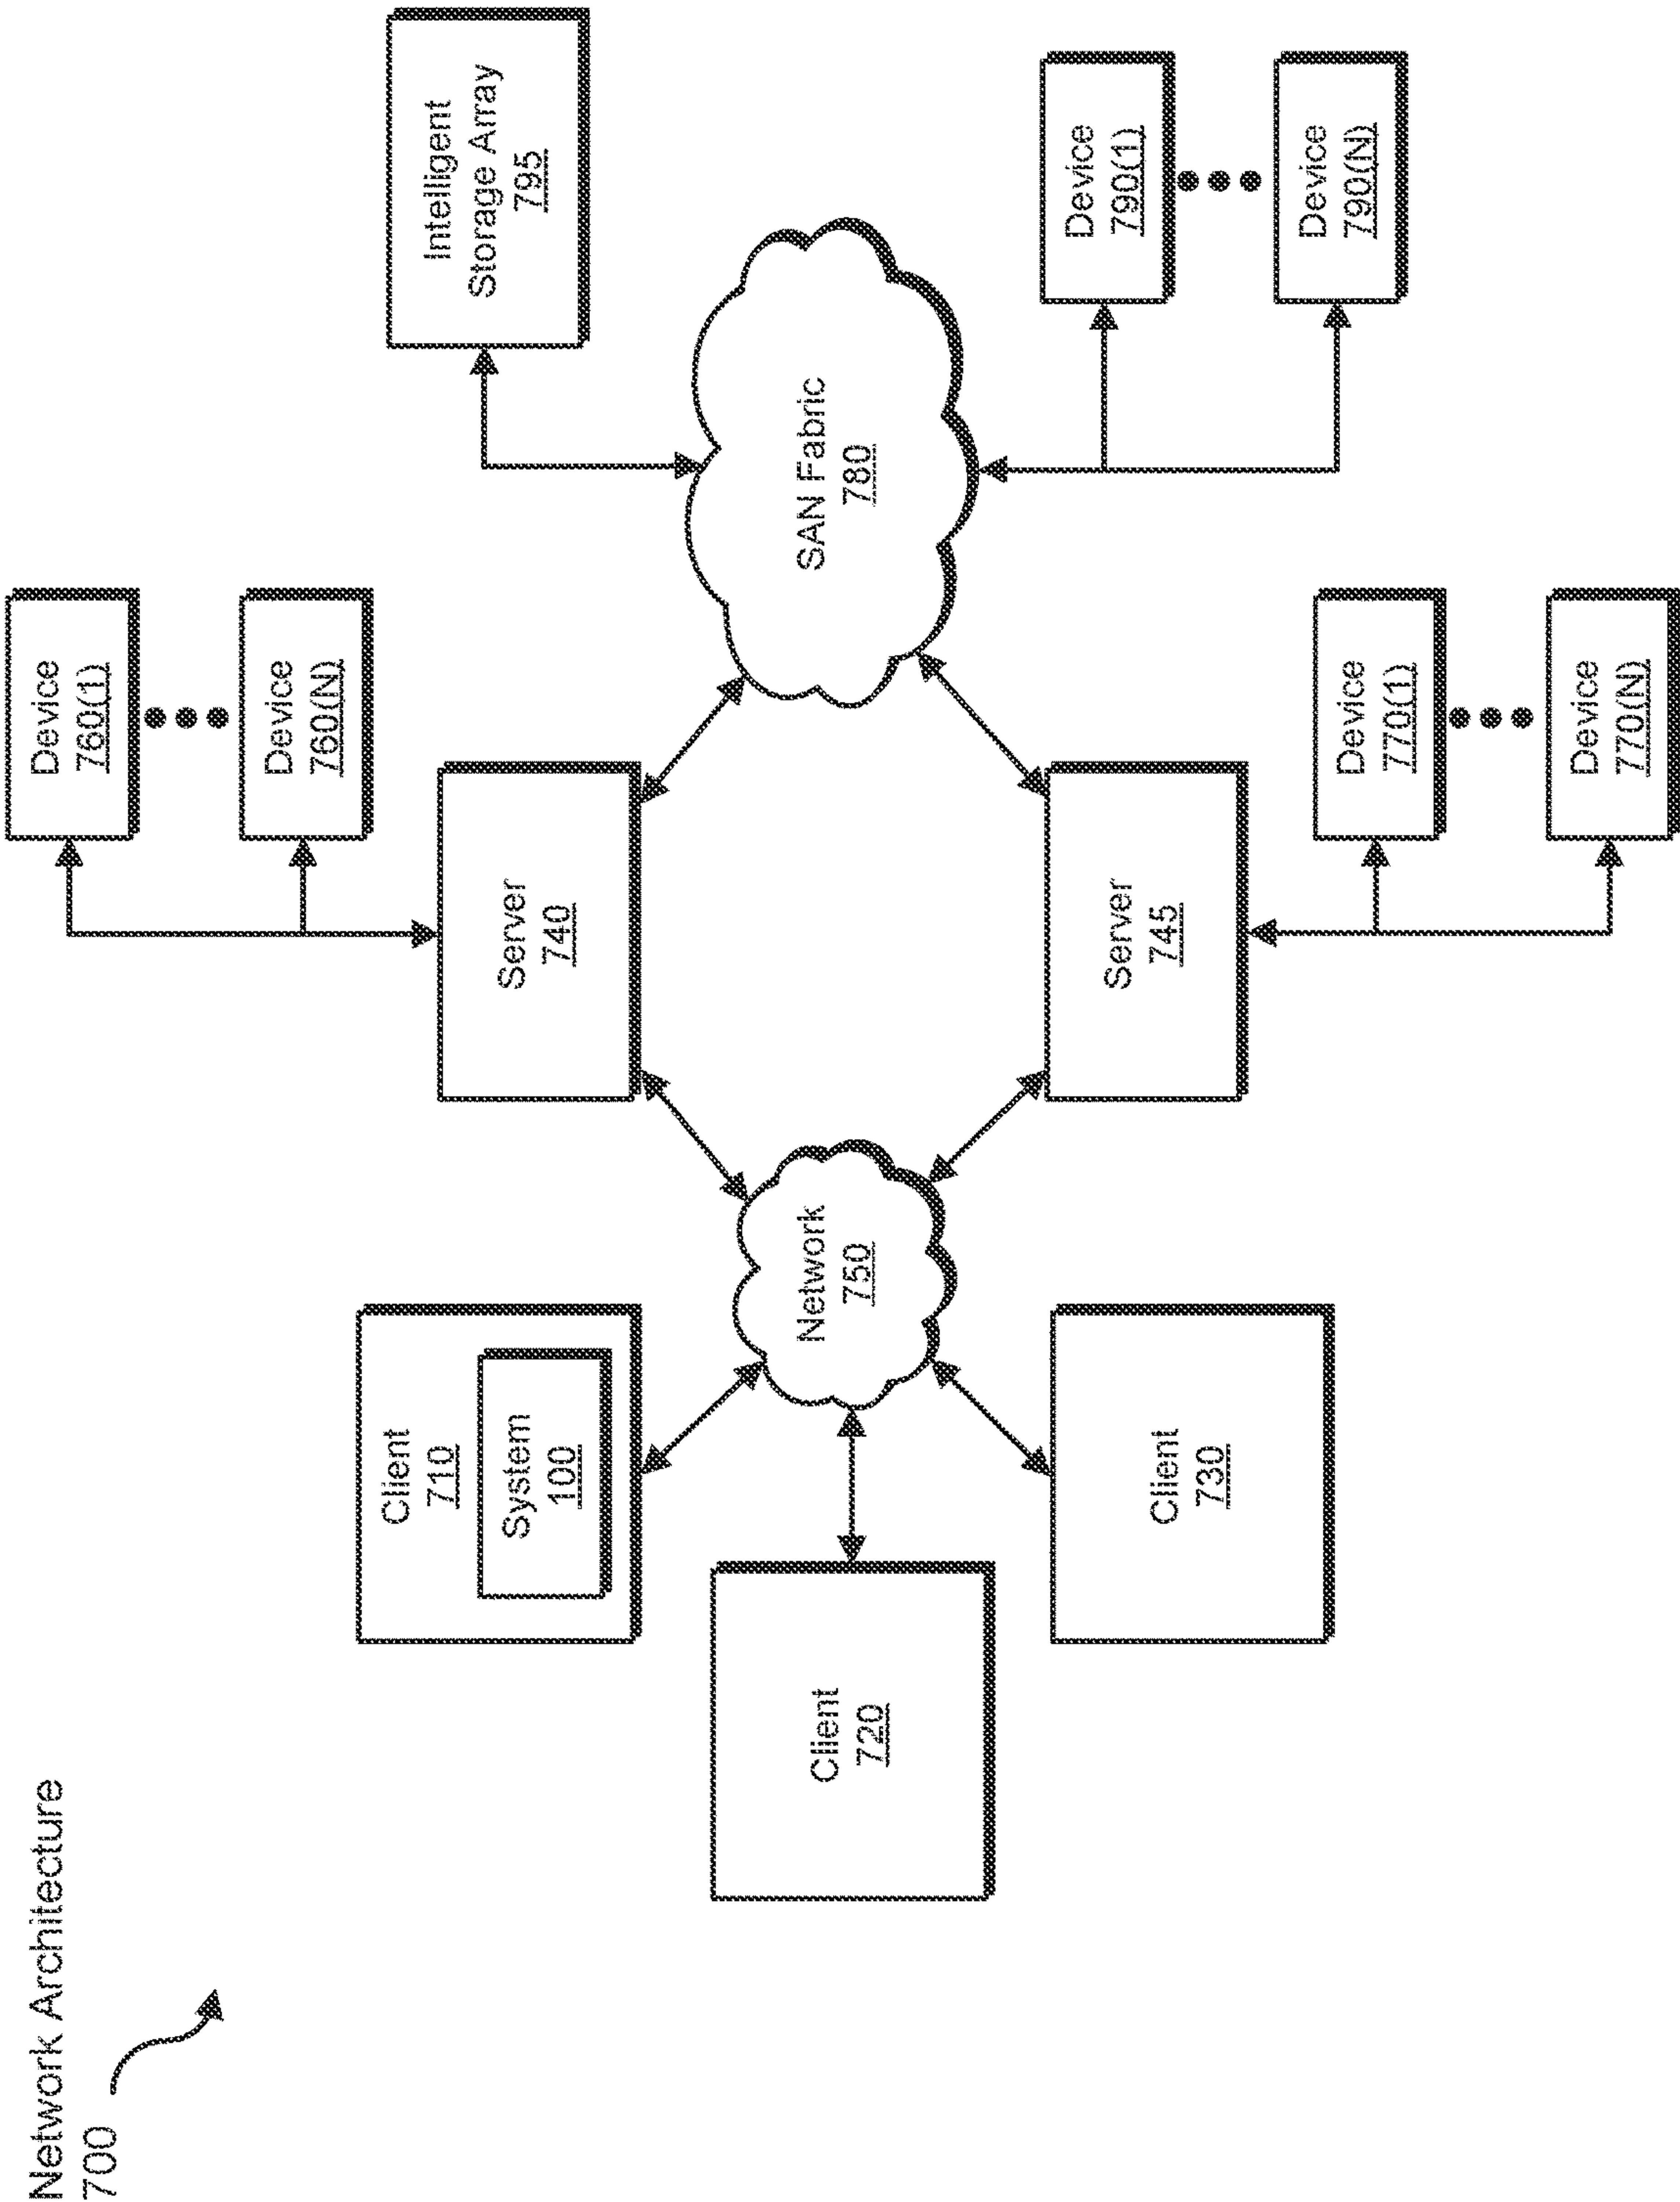 Network Architecture
700
Client
710
System
100
Client
720
Client
730
Network
750
Server
740
Server
745
Device
760(1)
Device
760(N)
Device
770(1)
Device
770(N)
SAN Fabric
780
Intelligent
Storage Array
795
Device
790(1)
Device
790(N)